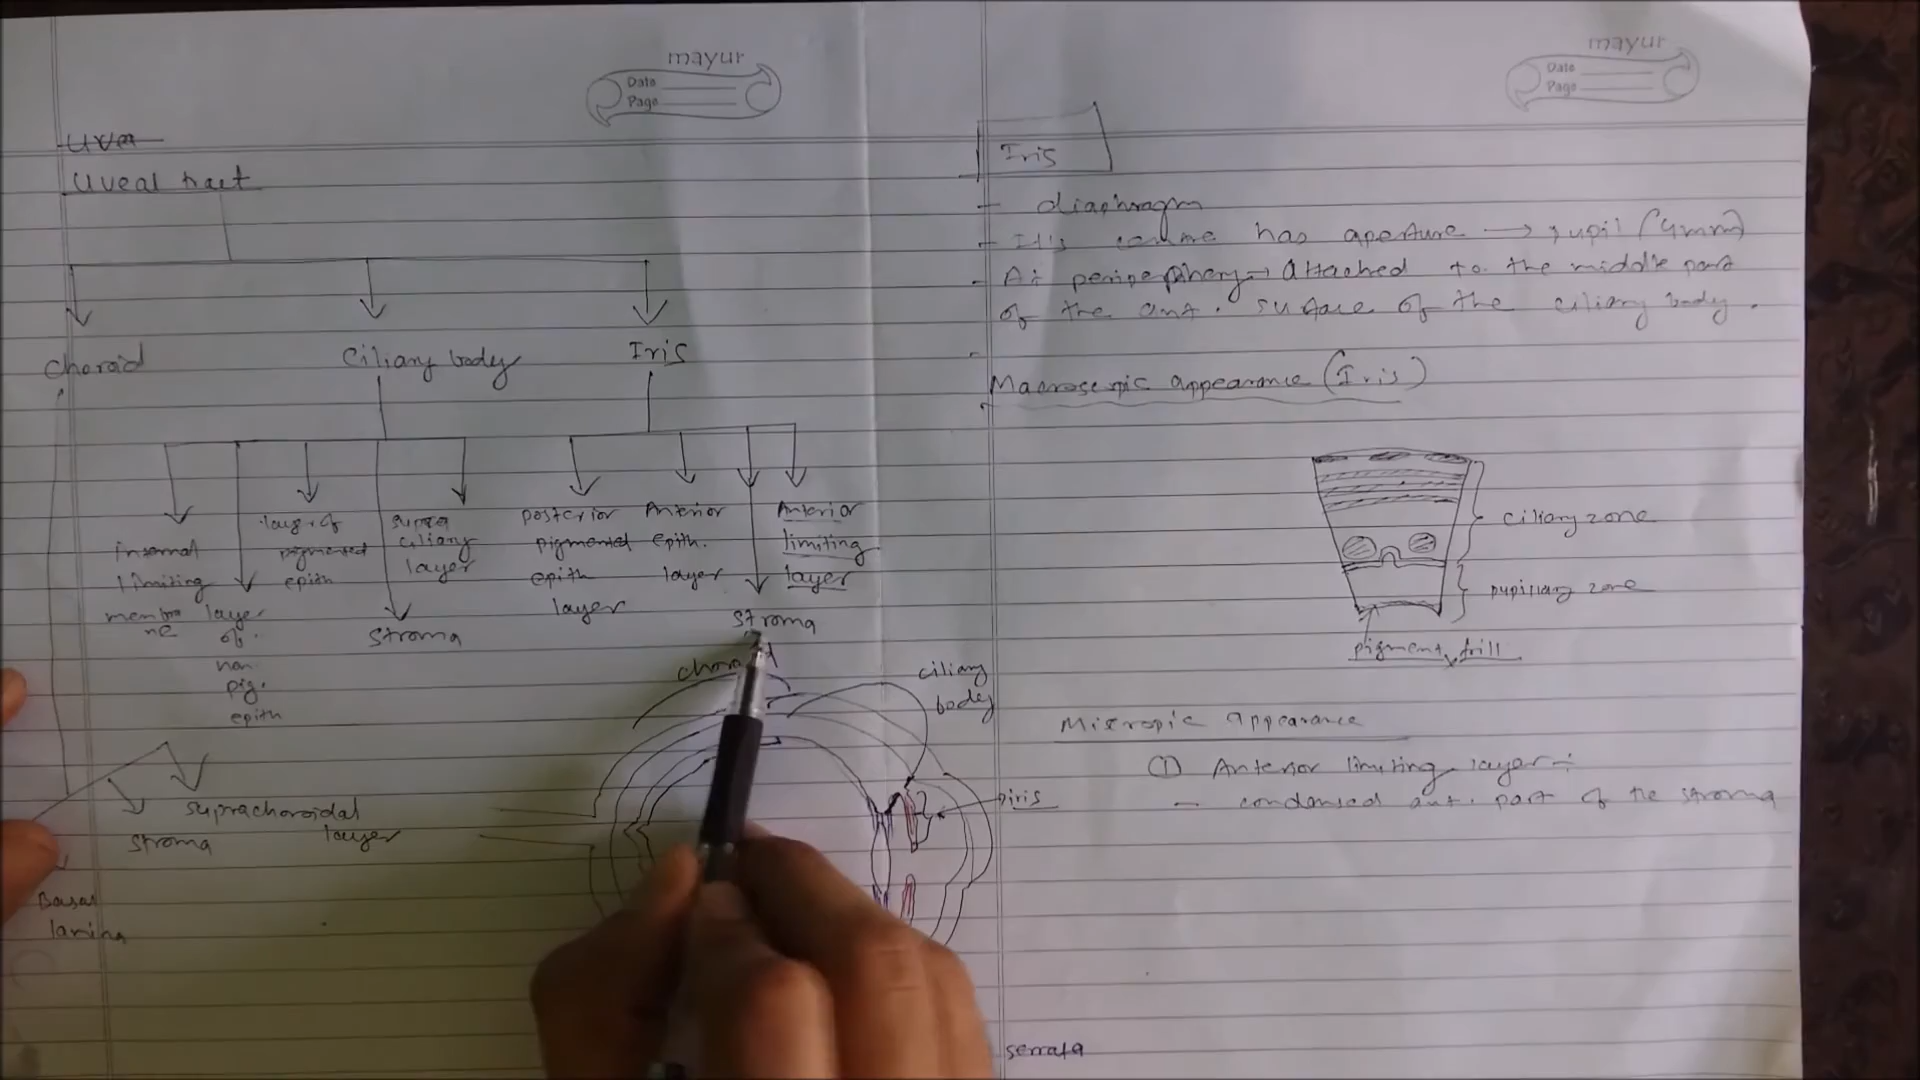 mayur
Date
Page
Uvea
Uveal tract
Choroid
Ciliary body
Iris
internal
limiting
membra
ne
layer
of
non
pig.
epith
layer of
pigmented
epith
Stroma
supra
ciliary
layer
posterior
pigmented
epith
layer
Anterior
epith.
layer
Stroma
Anterior
limiting
layer
suprachoroidal
layer
stroma
Basal
lamina
choroid
ciliary
body
iris
mayur
Date
Page
Iris
- diaphragm
- It's has aperture → pupil (4mm)
- At → Attached to the middle part
of the ant. surface of the ciliary body.
Macroscopic appearance (Iris)
ciliary zone
pupillary zone
pigment frill
appearance
① Anterior limiting layer :-
- condensed ant. part of the stroma
serrata